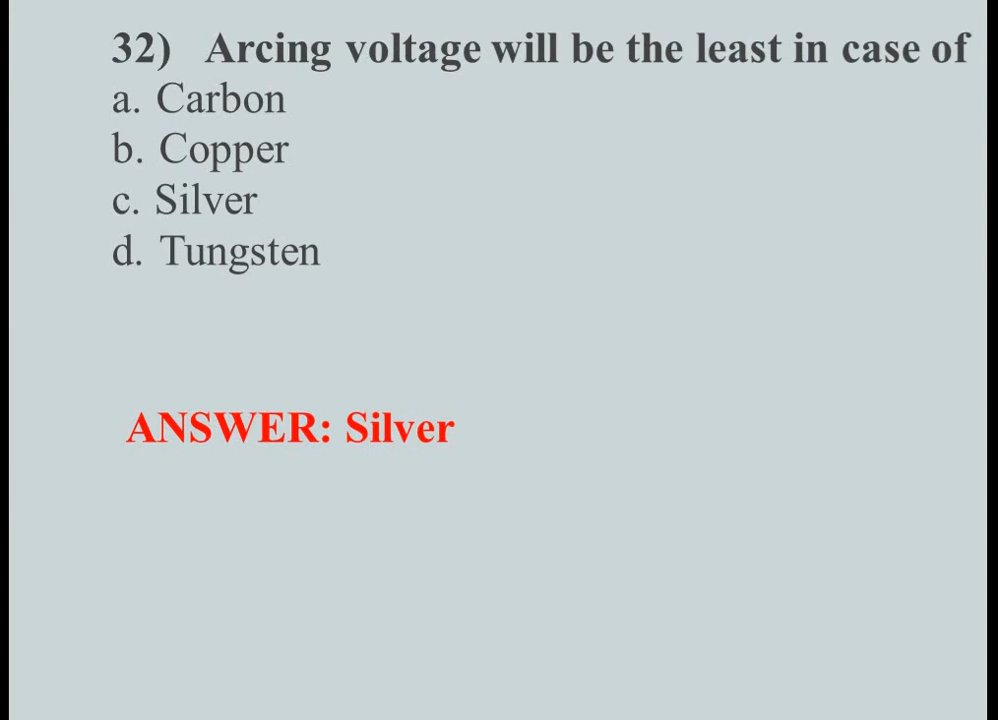 32) Arcing voltage will be the least in case of
a. Carbon
b. Copper
c. Silver
d. Tungsten
ANSWER: Silver